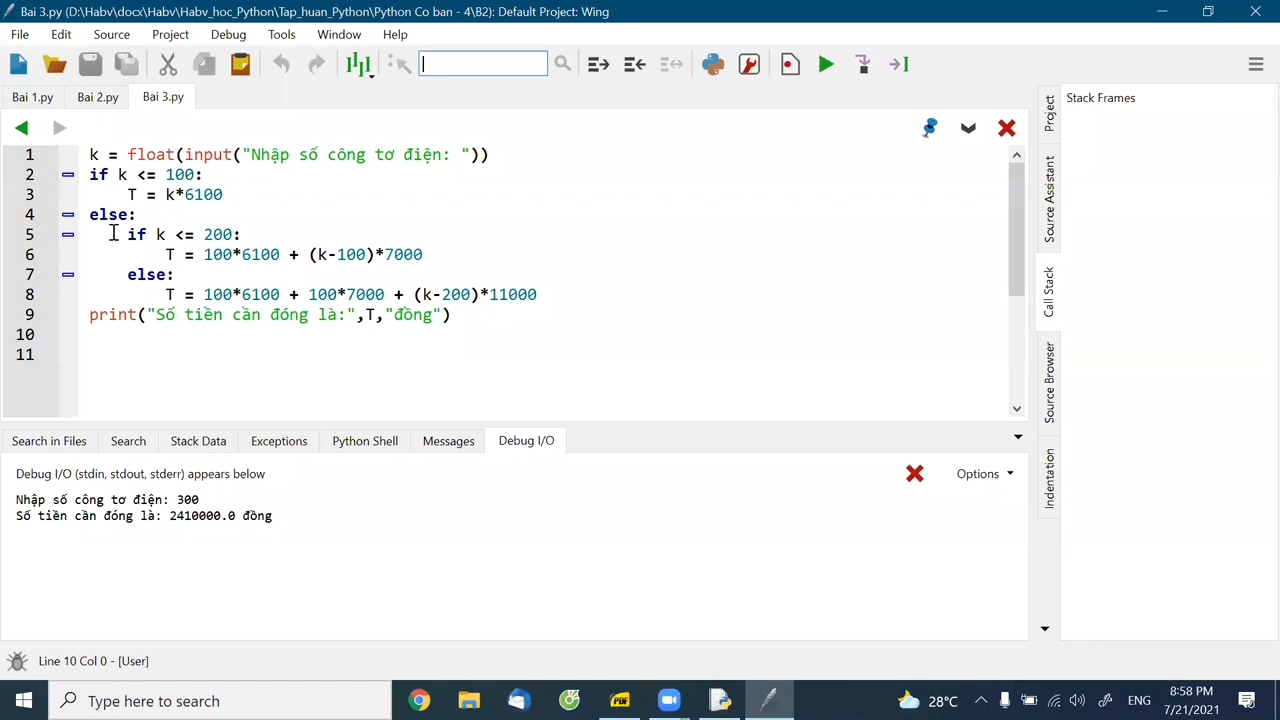 Bai 3.py (D:\Habv\docx\Habv\Habv_hoc_Python\Tap_huan_Python\Python Co ban - 4\B2): Default Project: Wing
File Edit Source Project Debug Tools Window Help
Bai 1.py Bai 2.py Bai 3.py
Stack Frames
1 k = float(input("Nhập số công tơ điện: "))
2 if k <= 100:
3 T = k*6100
4 else:
5 if k <= 200:
6 T = 100*6100 + (k-100)*7000
7 else:
8 T = 100*6100 + 100*7000 + (k-200)*11000
9 print("Số tiền cần đóng là:",T,"đồng")
10
11
Project
Source Assistant
Call Stack
Source Browser
Indentation
Search in Files Search Stack Data Exceptions Python Shell Messages Debug I/O
Debug I/O (stdin, stdout, stderr) appears below
Options
Nhập số công tơ điện: 300
Số tiền cần đóng là: 2410000.0 đồng
Line 10 Col 0 - [User]
Type here to search
PDF
28°C
ENG
8:58 PM
7/21/2021